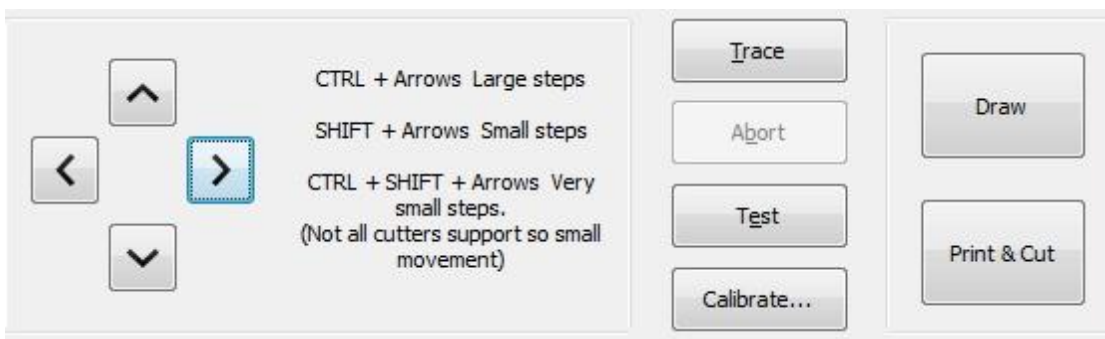 CTRL + Arrows Large steps
SHIFT + Arrows Small steps
CTRL + SHIFT + Arrows Very
small steps.
(Not all cutters support so small
movement)
Trace
Abort
Test
Calibrate...
Draw
Print & Cut